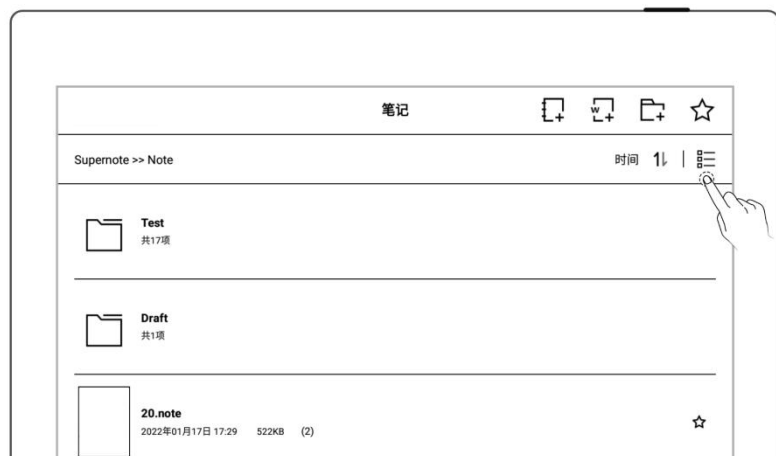 笔记
Supernote >> Note
时间
Test
共17项
Draft
共1项
20.note
2022年01月17日 17:29 522KB (2)